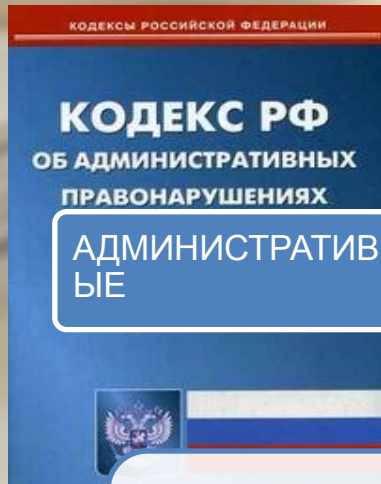 КОДЕКСЫ РОССИЙСКОЙ ФЕДЕРАЦИИ
КОДЕКС РФ
ОБ АДМИНИСТРАТИВНЫХ
ПРАВОНАРУШЕНИЯХ
АДМИНИСТРАТИВ
ЫЕ